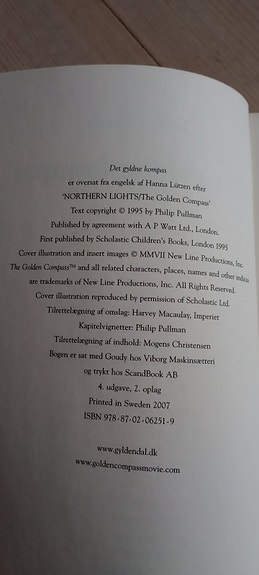 Det gyldne kompas
er oversat fra engelsk af Hanna Lützen efter
'NORTHERN LIGHTS/The Golden Compass'
Text copyright © 1995 by Philip Pullman
Published by agreement with A P Watt Ltd., London.
First published by Scholastic Children's Books, London 1995
Cover illustration and insert images © MMVII New Line Productions, Inc.
The Golden Compass™ and all related characters, places, names and other indicia
are trademarks of New Line Productions, Inc. All Rights Reserved.
Cover illustration reproduced by permission of Scholastic Ltd.
Tilrettelægning af omslag: Harvey Macaulay, Imperiet
Kapitelvignetter: Philip Pullman
Tilrettelægning af indhold: Mogens Christensen
Bogen er sat med Goudy hos Viborg Maskinsætteri
og trykt hos ScandBook AB
4. udgave, 2. oplag
Printed in Sweden 2007
ISBN 978-87-02-06251-9
www.gyldendal.dk
www.goldencompassmovie.com